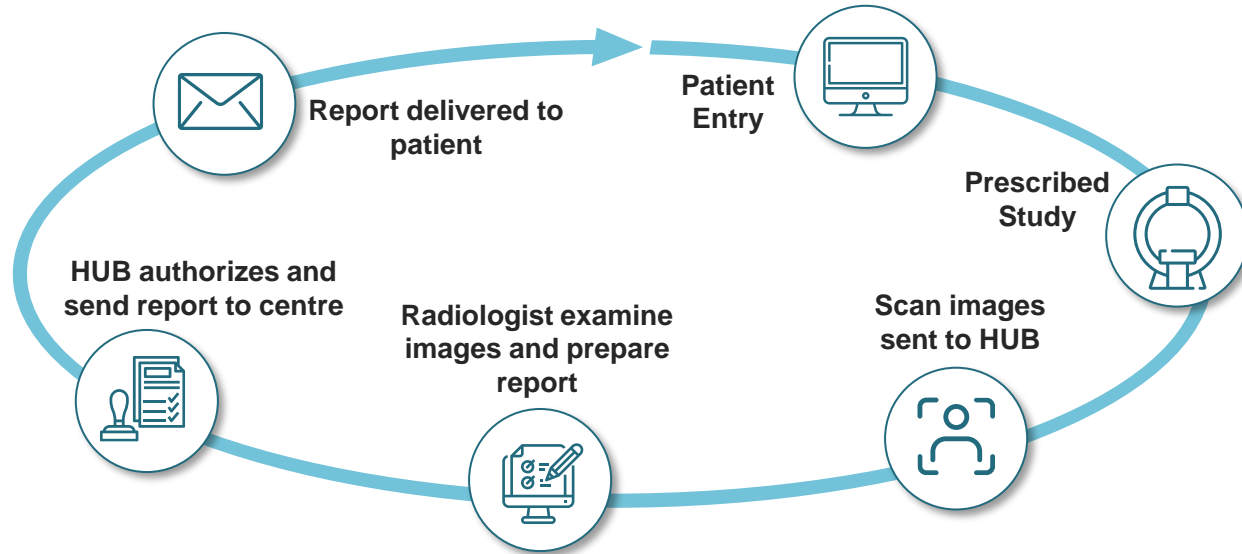 Patient
Entry
Prescribed
Study
Scan images
sent to HUB
Radiologist examine
images and prepare
report
HUB authorizes and
send report to centre
Report delivered to
patient